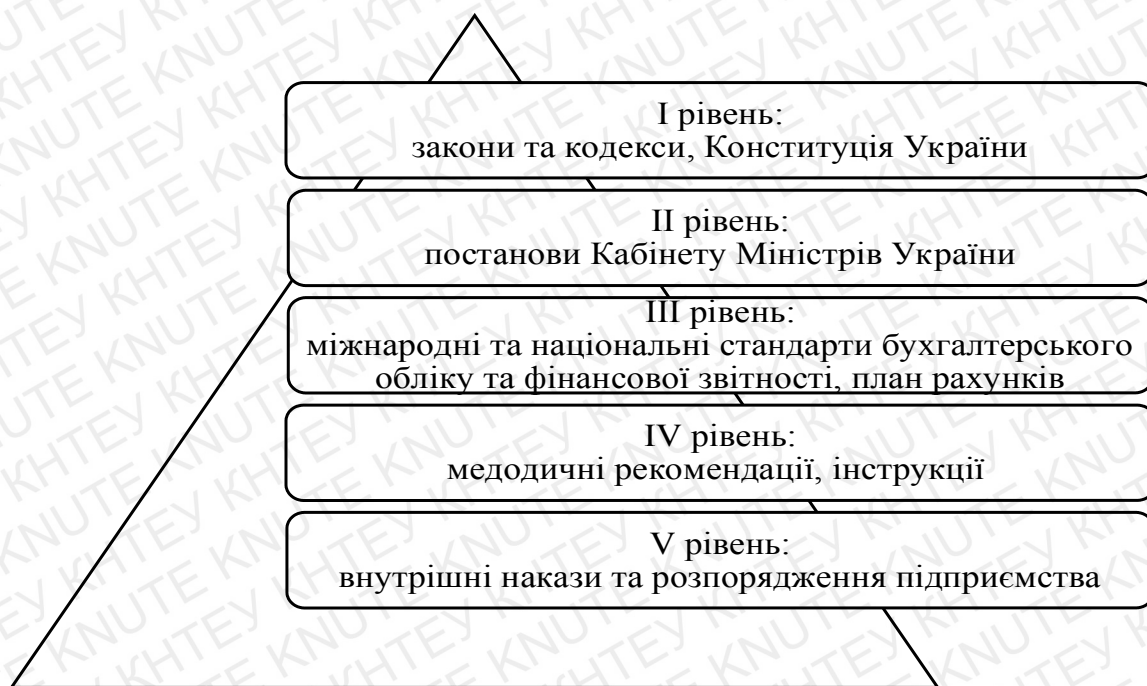 І рівень:
закони та кодекси, Конституція України
ІІ рівень:
постанови Кабінету Міністрів України
ІІІ рівень:
міжнародні та національні стандарти бухгалтерського
обліку та фінансової звітності, план рахунків
IV рівень:
медодичні рекомендації, інструкції
V рівень:
внутрішні накази та розпорядження підприємства